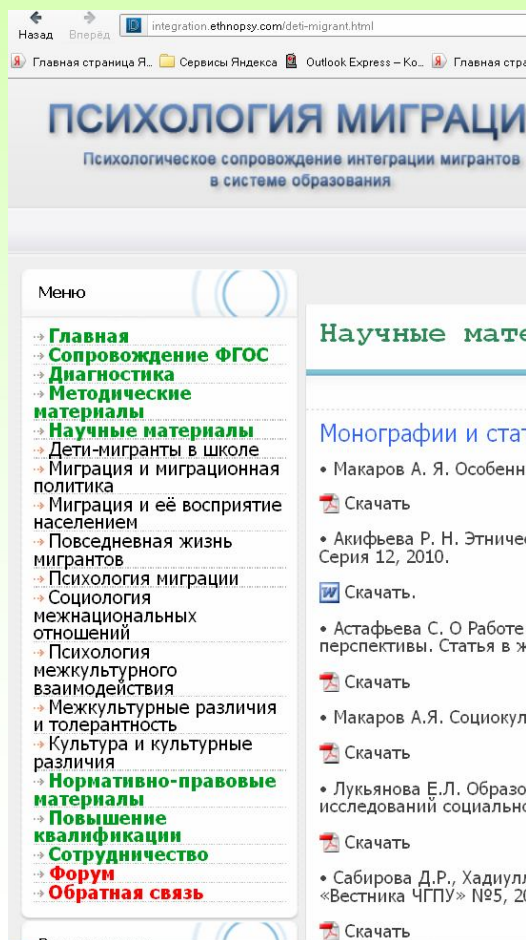 Назад Вперёд integration.ethnopsy.com/deti-migrant.html
Главная страница Я... Сервисы Яндекса Outlook Express – Ко... Главная стра
ПСИХОЛОГИЯ МИГРАЦИ
Психологическое сопровождение интеграции мигрантов
в системе образования
Меню
Главная
Сопровождение ФГОС
Диагностика
Методические
материалы
Научные материалы
Дети-мигранты в школе
Миграция и миграционная
политика
Миграция и её восприятие
населением
Повседневная жизнь
мигрантов
Психология миграции
Социология
межнациональных
отношений
Психология
межкультурного
взаимодействия
Межкультурные различия
и толерантность
Культура и культурные
различия
Нормативно-правовые
материалы
Повышение
квалификации
Сотрудничество
Форум
Обратная связь
Научные мате
Монографии и стат
• Макаров А. Я. Особенн
Скачать
• Акифьева Р. Н. Этничес
Серия 12, 2010.
Скачать.
• Астафьева С. О Работе
перспективы. Статья в ж
Скачать
• Макаров А.Я. Социокул
Скачать
• Лукьянова Е.Л. Образо
исследований социально
Скачать
• Сабирова Д.Р., Хадиулл
«Вестника ЧГПУ» №5, 20
Скачать